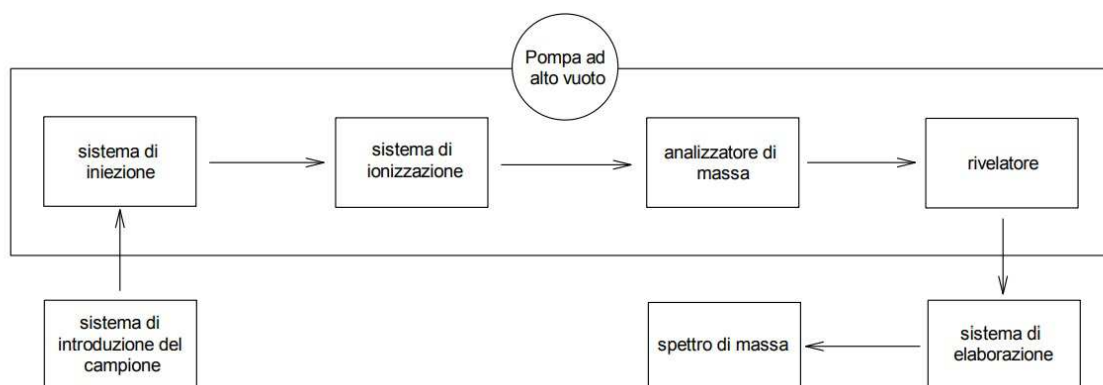 Pompa ad
alto vuoto
sistema di
iniezione
sistema di
ionizzazione
analizzatore di
massa
rivelatore
sistema di
introduzione del
campione
spettro di massa
sistema di
elaborazione